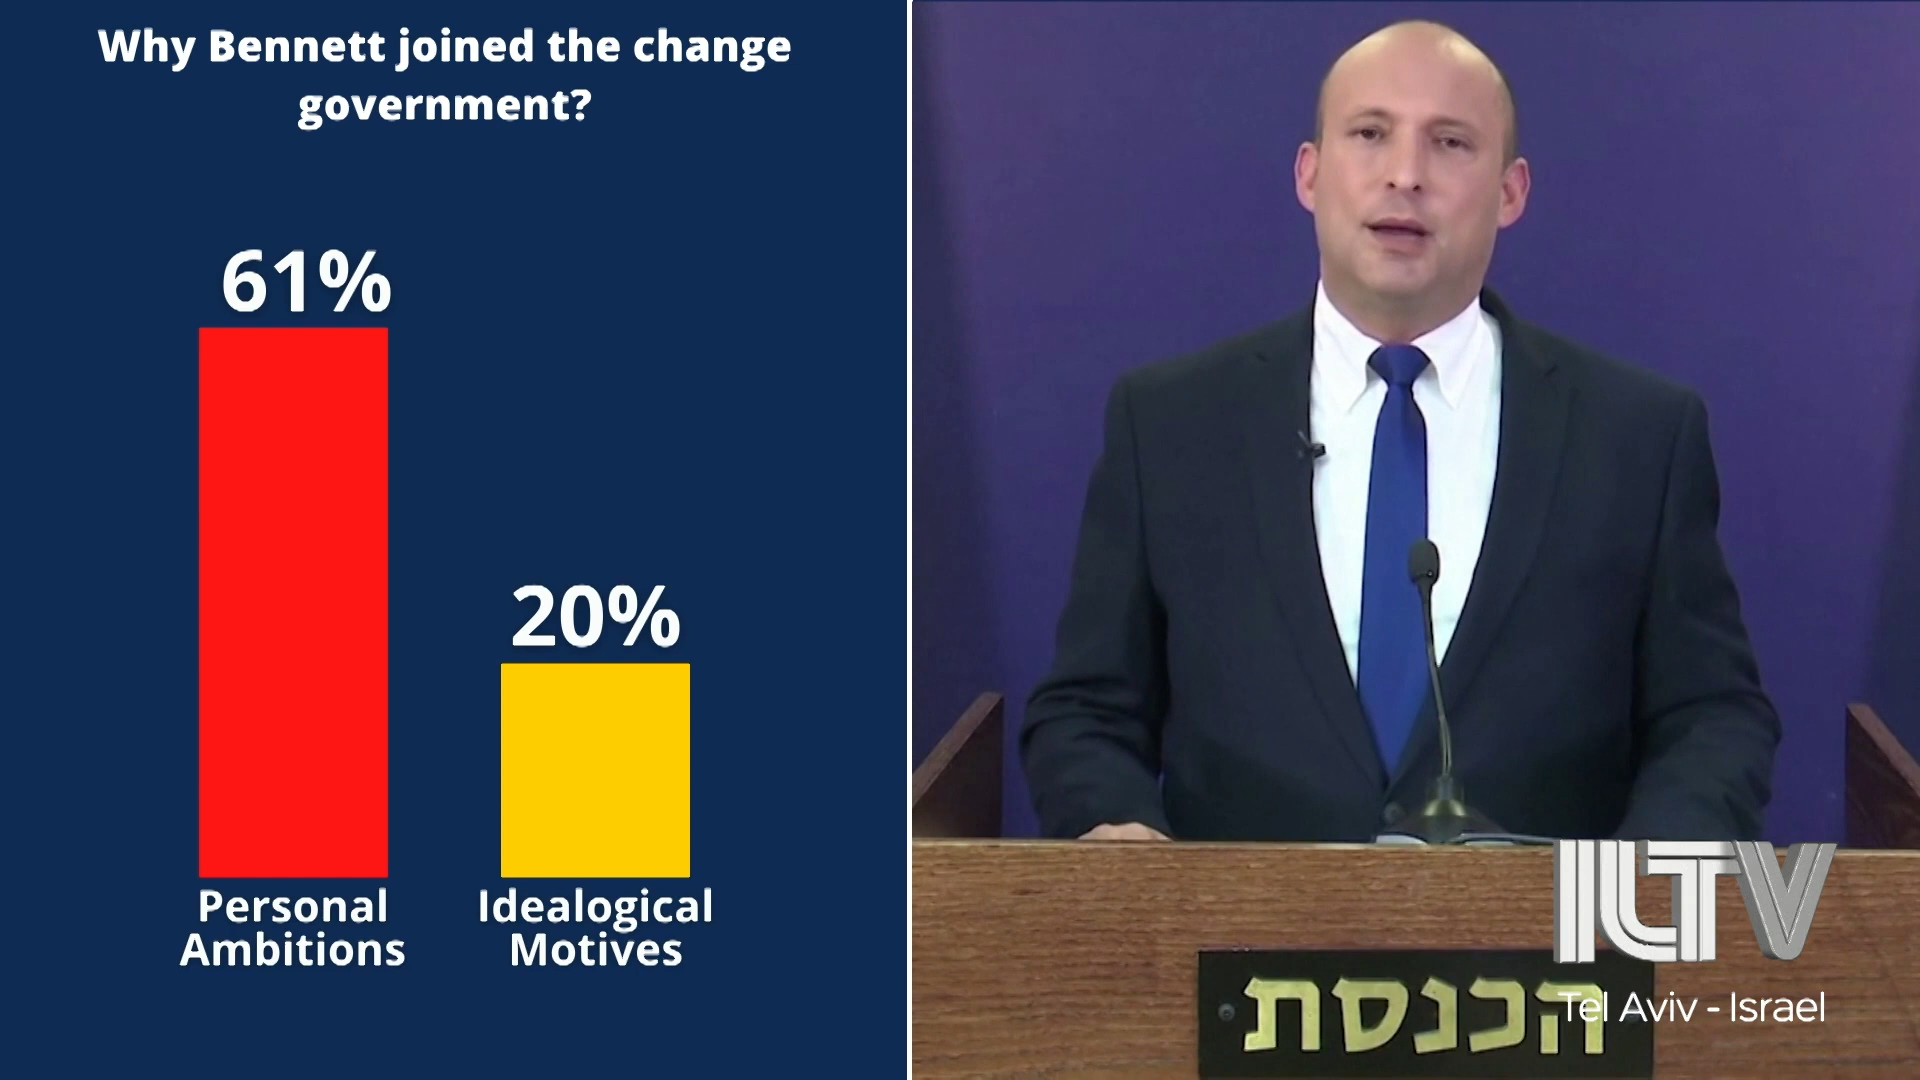 Why Bennett joined the change
government?
61%
20%
Personal
Ambitions
Idealogical
Motives
הכנסת
ILTV
Tel Aviv - Israel